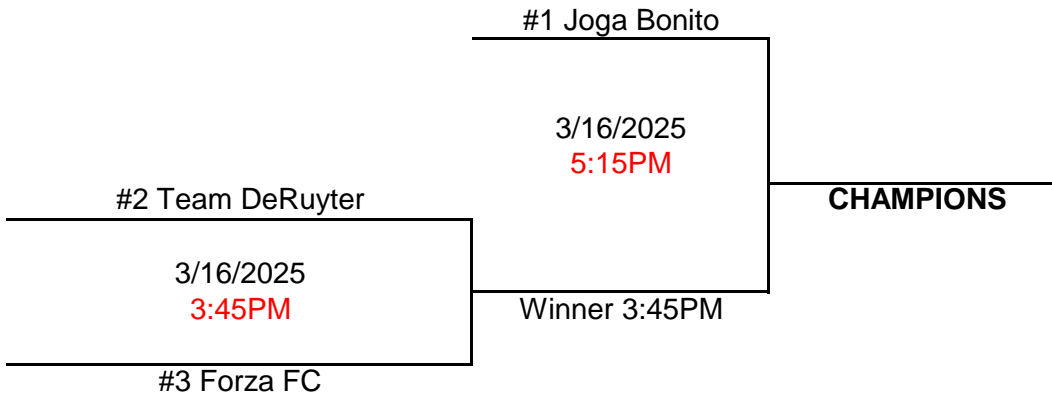 #1 Joga Bonito
3/16/2025
5:15PM
#2 Team DeRuyter
CHAMPIONS
3/16/2025
3:45PM
Winner 3:45PM
#3 Forza FC